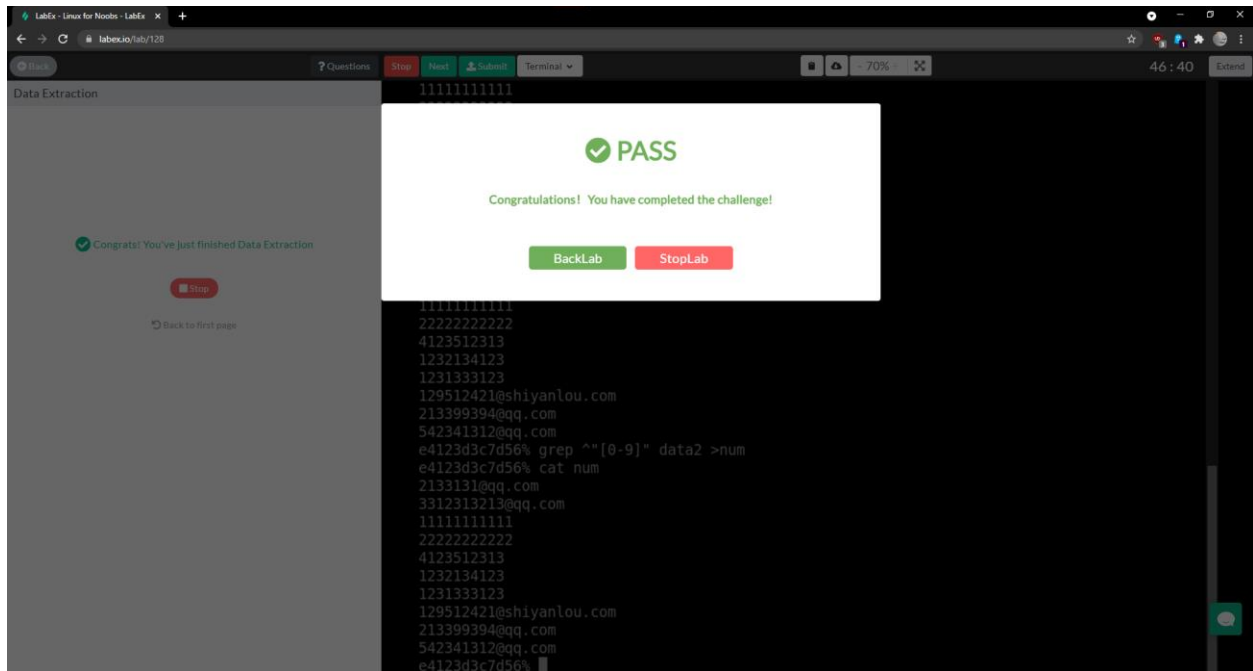 LabEx - Linux for Noobs - LabEx
labex.io/lab/128
Back
? Questions
Stop
Next
Submit
Terminal
- 70% +
46:40
Extend
Data Extraction
11111111111
PASS
Congratulations! You have completed the challenge!
BackLab
StopLab
Congrats! You've just finished Data Extraction
Stop
Back to first page
11111111111
22222222222
4123512313
1232134123
1231333123
129512421@shiyanlou.com
213399394@qq.com
542341312@qq.com
e4123d3c7d56% grep ^"[0-9]" data2 >num
e4123d3c7d56% cat num
2133131@qq.com
3312313213@qq.com
11111111111
22222222222
4123512313
1232134123
1231333123
129512421@shiyanlou.com
213399394@qq.com
542341312@qq.com
e4123d3c7d56%